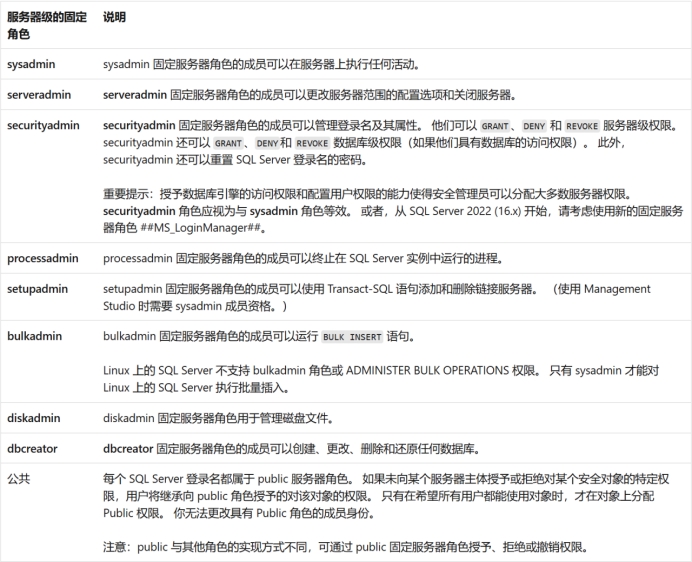 服务器级的固定 说明
角色
sysadmin sysadmin 固定服务器角色的成员可以在服务器上执行任何活动。
serveradmin serveradmin 固定服务器角色的成员可以更改服务器范围的配置选项和关闭服务器。
securityadmin securityadmin 固定服务器角色的成员可以管理登录名及其属性。 他们可以 GRANT、DENY 和 REVOKE 服务器级权限。
securityadmin 还可以 GRANT、DENY和 REVOKE 数据库级权限（如果他们具有数据库的访问权限）。 此外，
securityadmin 还可以重置 SQL Server 登录名的密码。
重要提示：授予数据库引擎的访问权限和配置用户权限的能力使得安全管理员可以分配大多数服务器权限。
securityadmin 角色应视为与 sysadmin 角色等效。 或者，从 SQL Server 2022 (16.x) 开始，请考虑使用新的固定服务
器角色 ##MS_LoginManager##。
processadmin processadmin 固定服务器角色的成员可以终止在 SQL Server 实例中运行的进程。
setupadmin setupadmin 固定服务器角色的成员可以使用 Transact-SQL 语句添加和删除链接服务器。 （使用 Management
Studio 时需要 sysadmin 成员资格。）
bulkadmin bulkadmin 固定服务器角色的成员可以运行 BULK INSERT 语句。
Linux 上的 SQL Server 不支持 bulkadmin 角色或 ADMINISTER BULK OPERATIONS 权限。 只有 sysadmin 才能对
Linux 上的 SQL Server 执行批量插入。
diskadmin diskadmin 固定服务器角色用于管理磁盘文件。
dbcreator dbcreator 固定服务器角色的成员可以创建、更改、删除和还原任何数据库。
公共 每个 SQL Server 登录名都属于 public 服务器角色。 如果未向某个服务器主体授予或拒绝对某个安全对象的特定权
限，用户将继承向 public 角色授予的对该对象的权限。 只有在希望所有用户都能使用对象时，才在对象上分配
Public 权限。 你无法更改具有 Public 角色的成员身份。
注意：public 与其他角色的实现方式不同，可通过 public 固定服务器角色授予、拒绝或撤销权限。